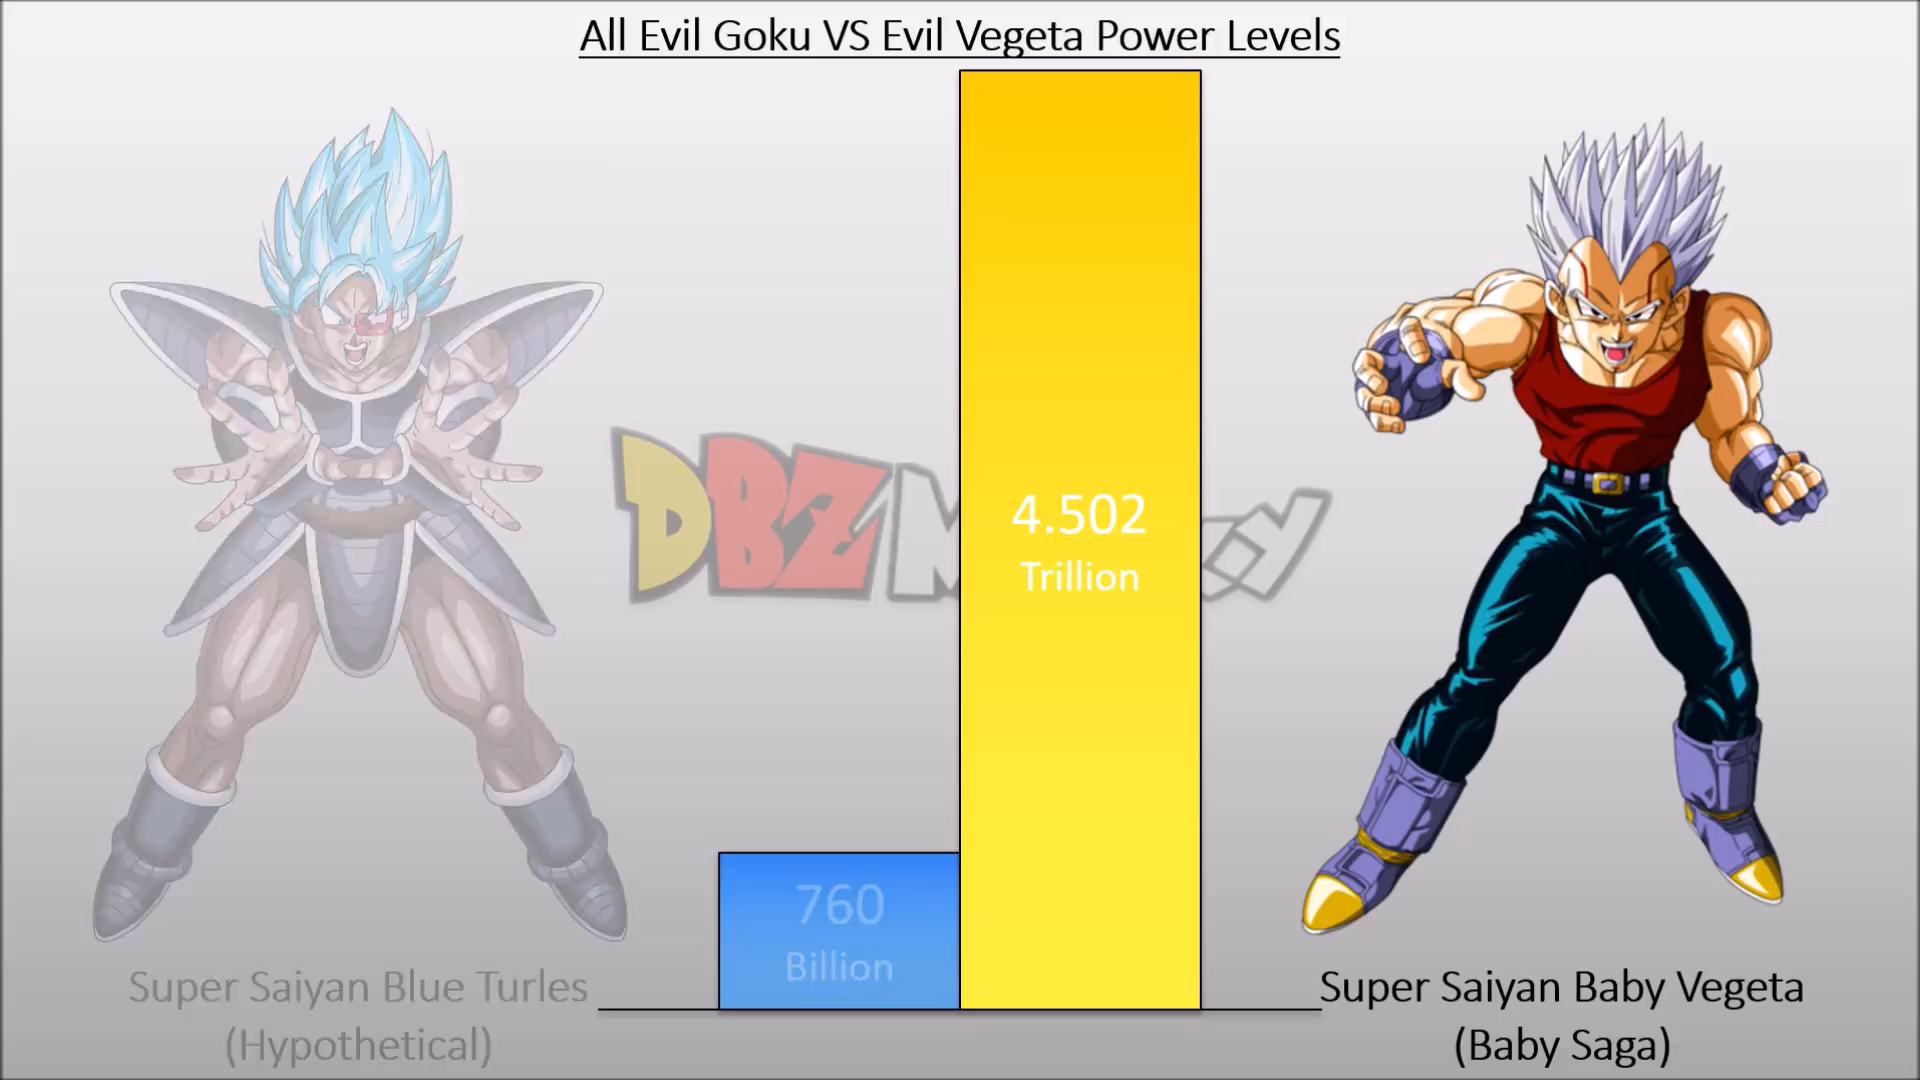 All Evil Goku VS Evil Vegeta Power Levels
DBZ
4.502
Trillion
760
Billion
Super Saiyan Blue Turles
(Hypothetical)
Super Saiyan Baby Vegeta
(Baby Saga)